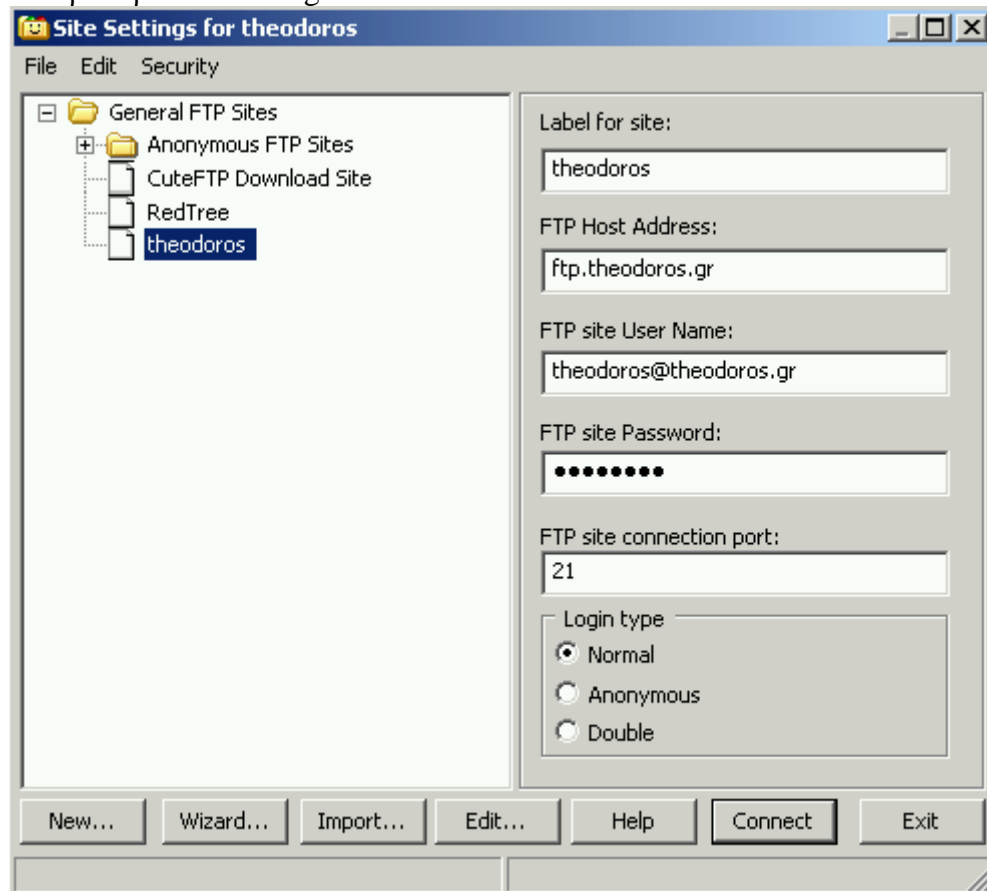 Site Settings for theodoros
File Edit Security
General FTP Sites
Anonymous FTP Sites
CuteFTP Download Site
RedTree
theodoros
Label for site:
theodoros
FTP Host Address:
ftp.theodoros.gr
FTP site User Name:
theodoros@theodoros.gr
FTP site Password:
••••••••
FTP site connection port:
21
Login type
Normal
Anonymous
Double
New... Wizard... Import... Edit... Help Connect Exit